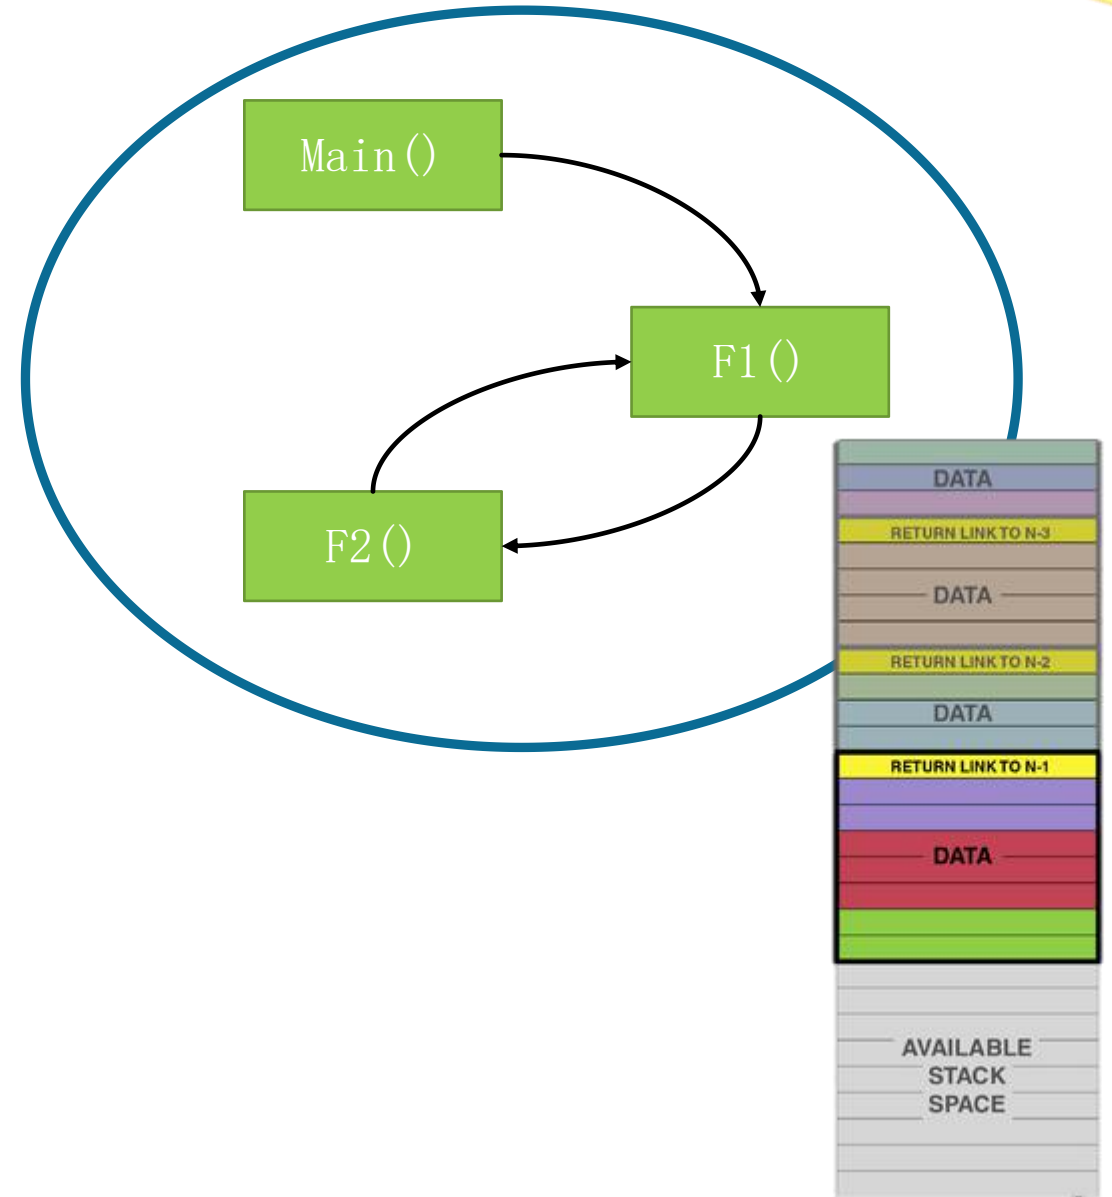 Main()
F1()
F2()
DATA
RETURN LINK TO N-3
DATA
RETURN LINK TO N-2
DATA
RETURN LINK TO N-1
DATA
AVAILABLE
STACK
SPACE